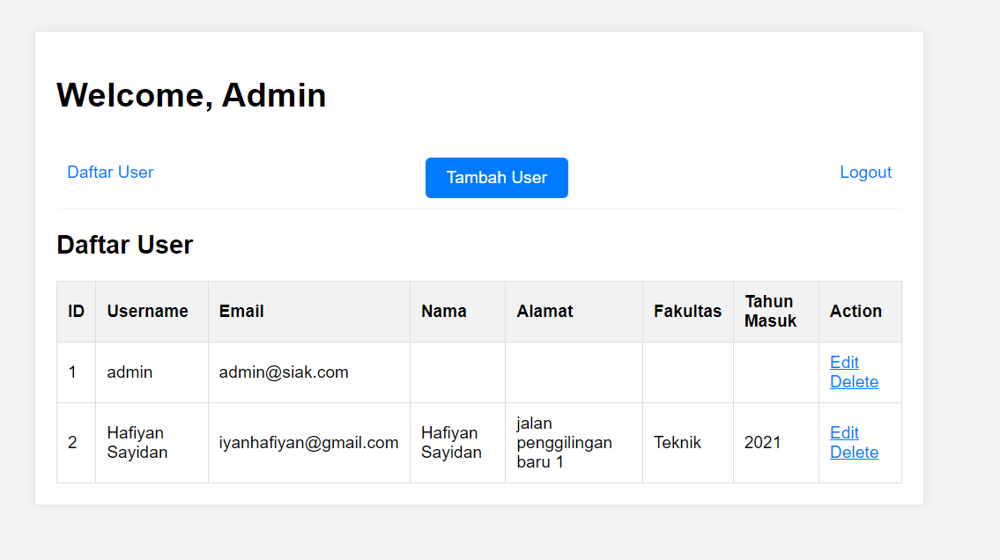 Welcome, Admin
Daftar User
Tambah User
Logout
Daftar User
ID Username Email Nama Alamat Fakultas Tahun Masuk Action
1 admin admin@siak.com Edit Delete
2 Hafiyan Sayidan iyanhafiyan@gmail.com Hafiyan Sayidan jalan penggilingan baru 1 Teknik 2021 Edit Delete